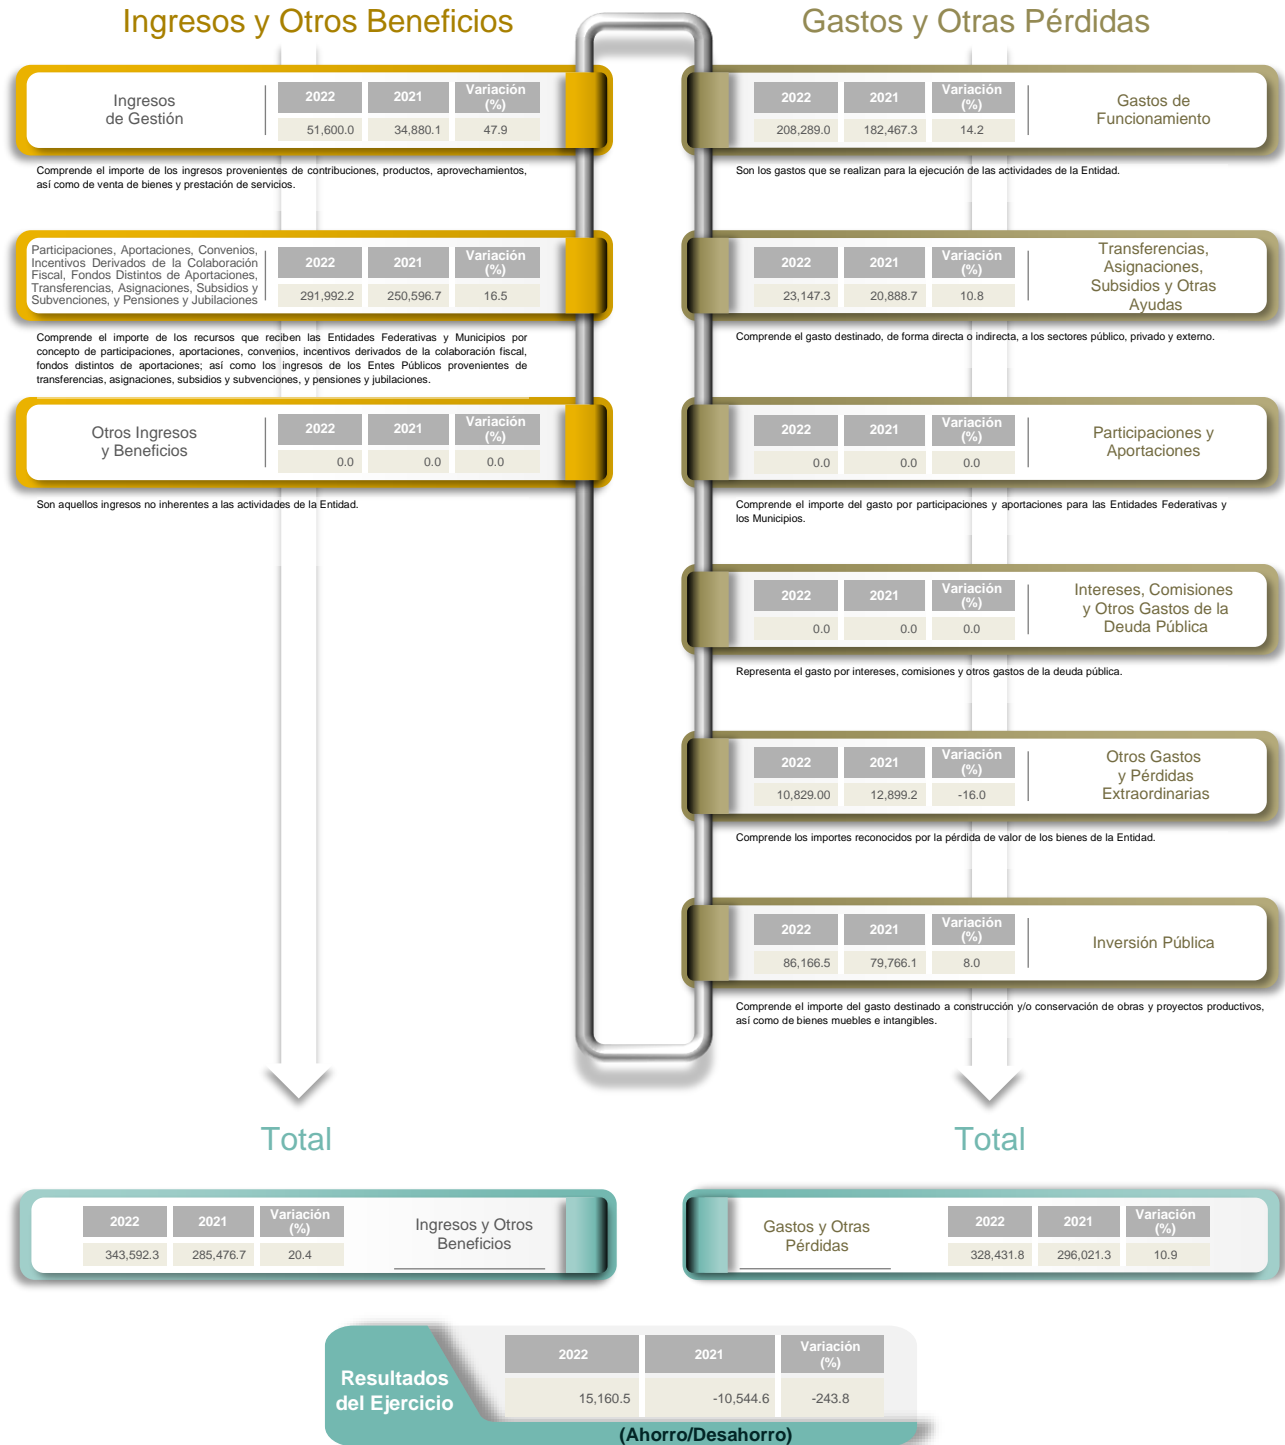 Ingresos y Otros Beneficios
Ingresos
de Gestión
2022 2021 Variación
(%)
51,600.0 34,880.1 47.9
Comprende el importe de los ingresos provenientes de contribuciones, productos, aprovechamientos,
así como de venta de bienes y prestación de servicios.
Participaciones, Aportaciones, Convenios,
Incentivos Derivados de la Colaboración
Fiscal, Fondos Distintos de Aportaciones,
Transferencias, Asignaciones, Subsidios y
Subvenciones, y Pensiones y Jubilaciones
2022 2021 Variación
(%)
291,992.2 250,596.7 16.5
Comprende el importe de los recursos que reciben las Entidades Federativas y Municipios por
concepto de participaciones, aportaciones, convenios, incentivos derivados de la colaboración fiscal,
fondos distintos de aportaciones; así como los ingresos de los Entes Públicos provenientes de
transferencias, asignaciones, subsidios y subvenciones, y pensiones y jubilaciones.
Otros Ingresos
y Beneficios
2022 2021 Variación
(%)
0.0 0.0 0.0
Son aquellos ingresos no inherentes a las actividades de la Entidad.
Gastos y Otras Pérdidas
2022 2021 Variación
(%)
208,289.0 182,467.3 14.2
Gastos de
Funcionamiento
Son los gastos que se realizan para la ejecución de las actividades de la Entidad.
2022 2021 Variación
(%)
23,147.3 20,888.7 10.8
Transferencias,
Asignaciones,
Subsidios y Otras
Ayudas
Comprende el gasto destinado, de forma directa o indirecta, a los sectores público, privado y externo.
2022 2021 Variación
(%)
0.0 0.0 0.0
Participaciones y
Aportaciones
Comprende el importe del gasto por participaciones y aportaciones para las Entidades Federativas y
los Municipios.
2022 2021 Variación
(%)
0.0 0.0 0.0
Intereses, Comisiones
y Otros Gastos de la
Deuda Pública
Representa el gasto por intereses, comisiones y otros gastos de la deuda pública.
2022 2021 Variación
(%)
10,829.00 12,899.2 -16.0
Otros Gastos
y Pérdidas
Extraordinarias
Comprende los importes reconocidos por la pérdida de valor de los bienes de la Entidad.
2022 2021 Variación
(%)
86,166.5 79,766.1 8.0
Inversión Pública
Comprende el importe del gasto destinado a construcción y/o conservación de obras y proyectos productivos,
así como de bienes muebles e intangibles.
Total
2022 2021 Variación
(%)
343,592.3 285,476.7 20.4
Ingresos y Otros
Beneficios
Total
Gastos y Otras
Pérdidas
2022 2021 Variación
(%)
328,431.8 296,021.3 10.9
Resultados
del Ejercicio
2022 2021 Variación
(%)
15,160.5 -10,544.6 -243.8
(Ahorro/Desahorro)